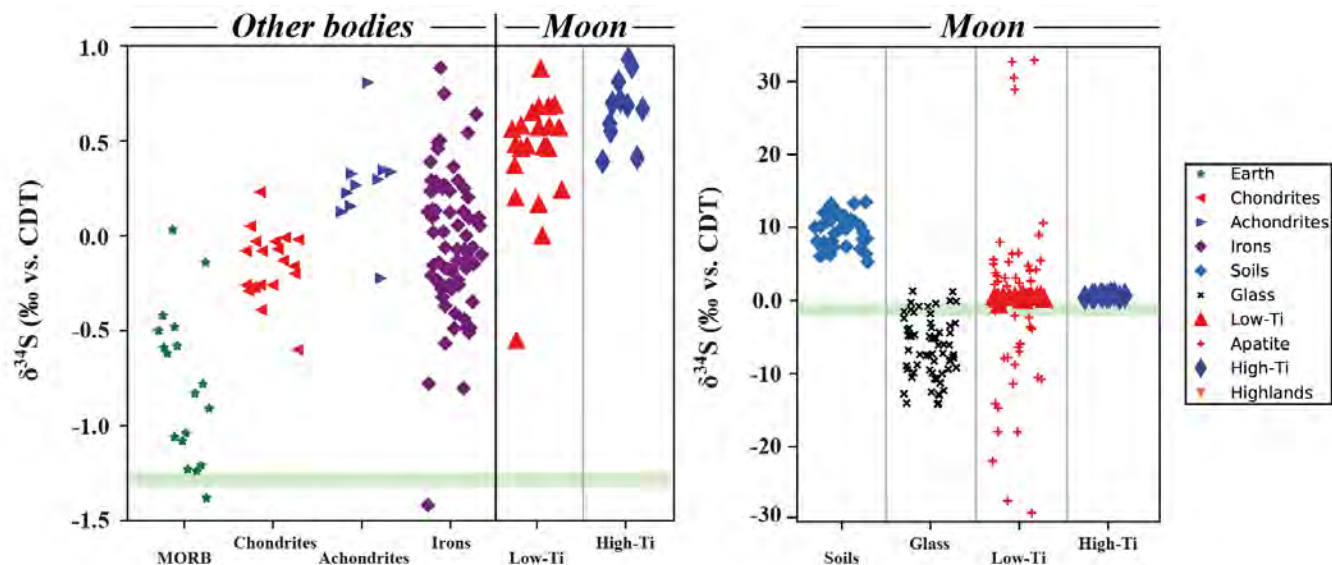 Other bodies
Moon
δ³⁴S (‰ vs. CDT)
1.0
0.5
0.0
-0.5
-1.0
-1.5
MORB
Chondrites
Achondrites
Irons
Low-Ti
High-Ti
Moon
δ³⁴S (‰ vs. CDT)
30
20
10
0.0
-10
-20
-30
Soils
Glass
Low-Ti
High-Ti
Earth
Chondrites
Achondrites
Irons
Soils
Glass
Low-Ti
Apatite
High-Ti
Highlands